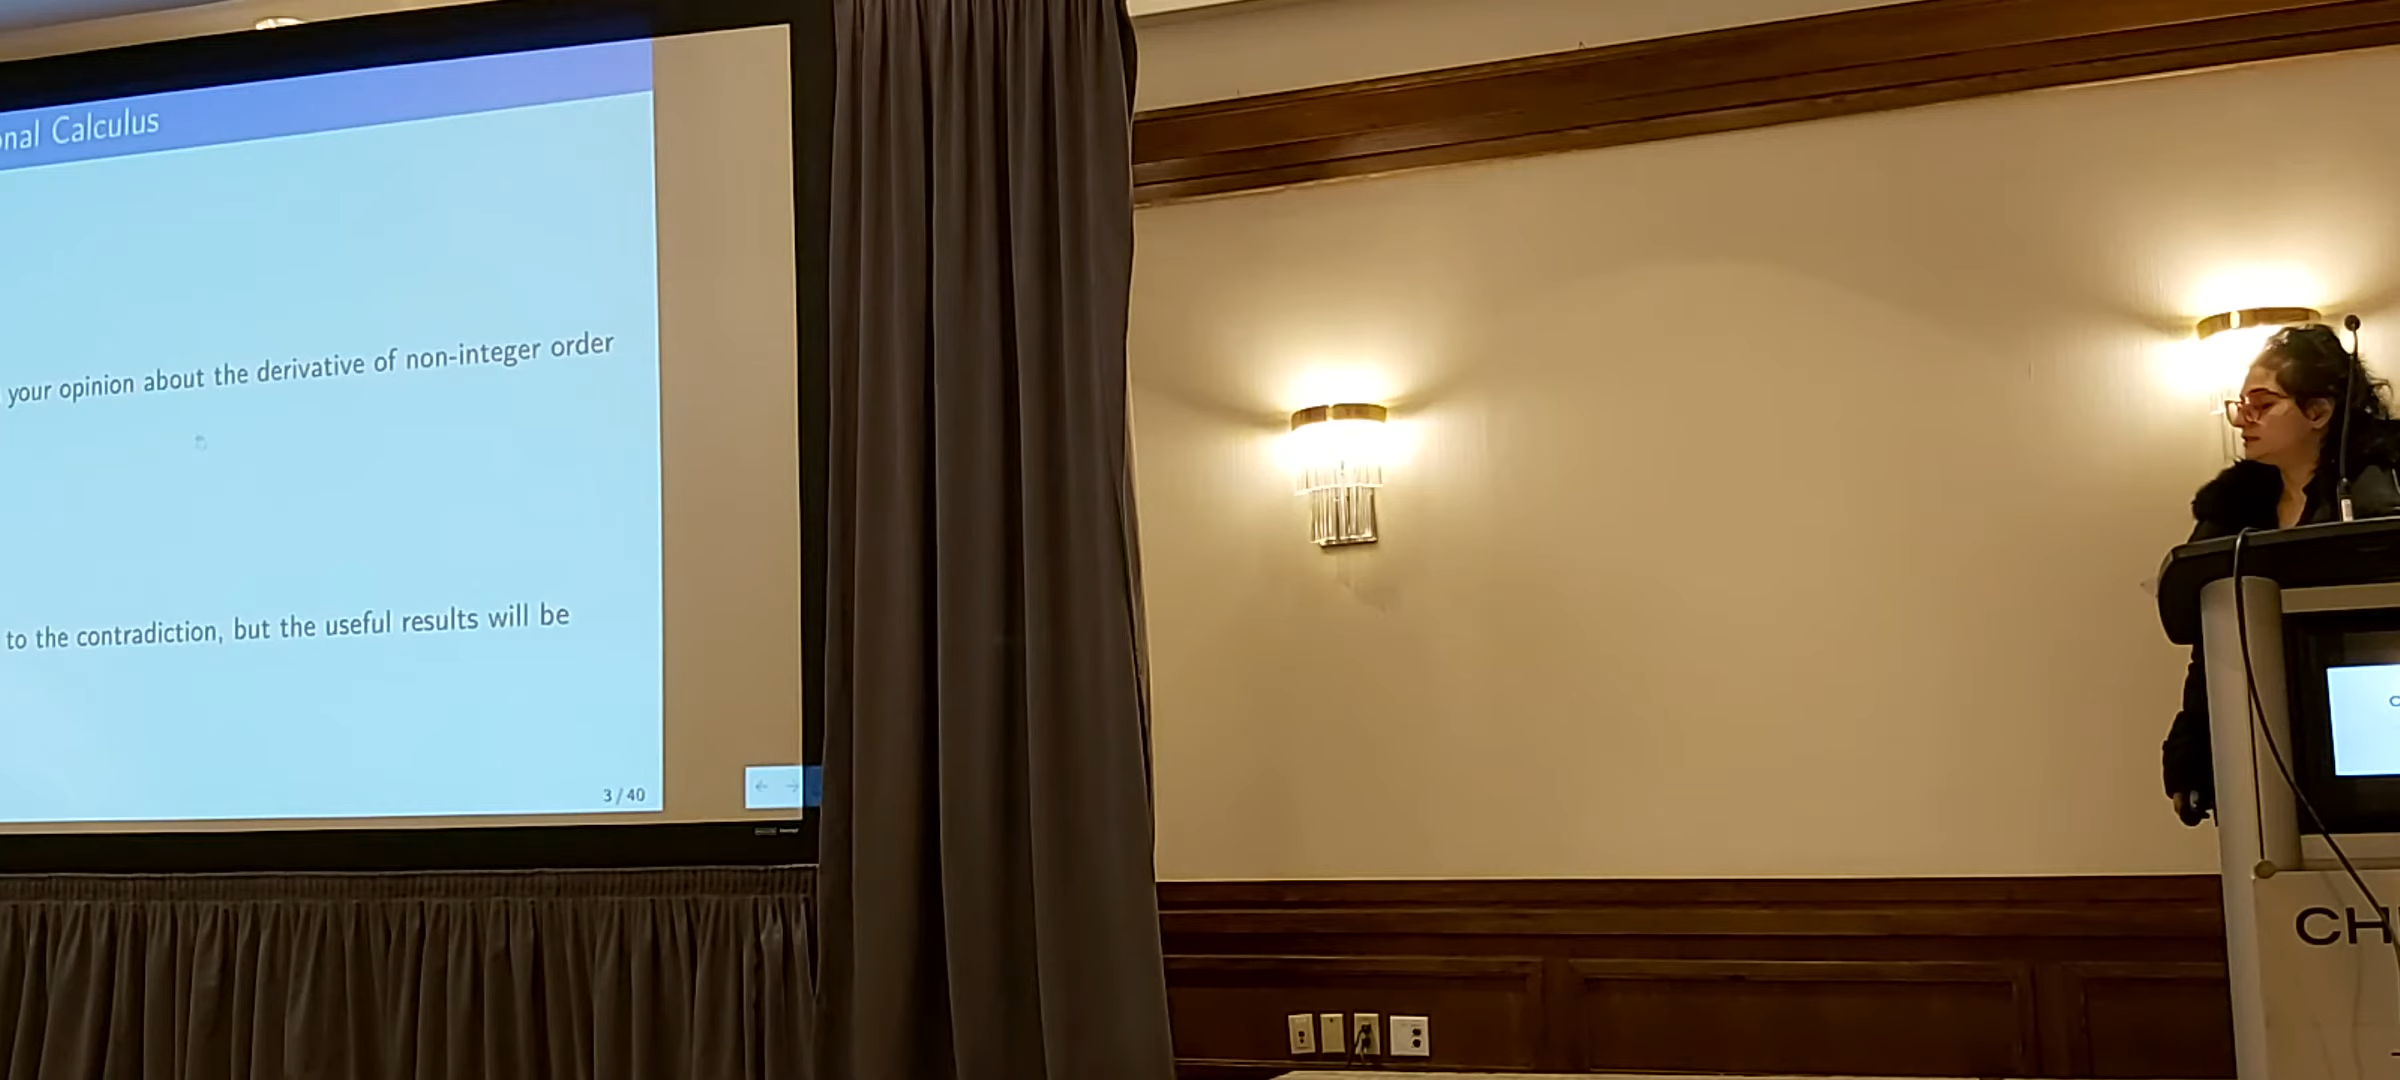 onal Calculus
your opinion about the derivative of non-integer order
to the contradiction, but the useful results will be
3 / 40
CH